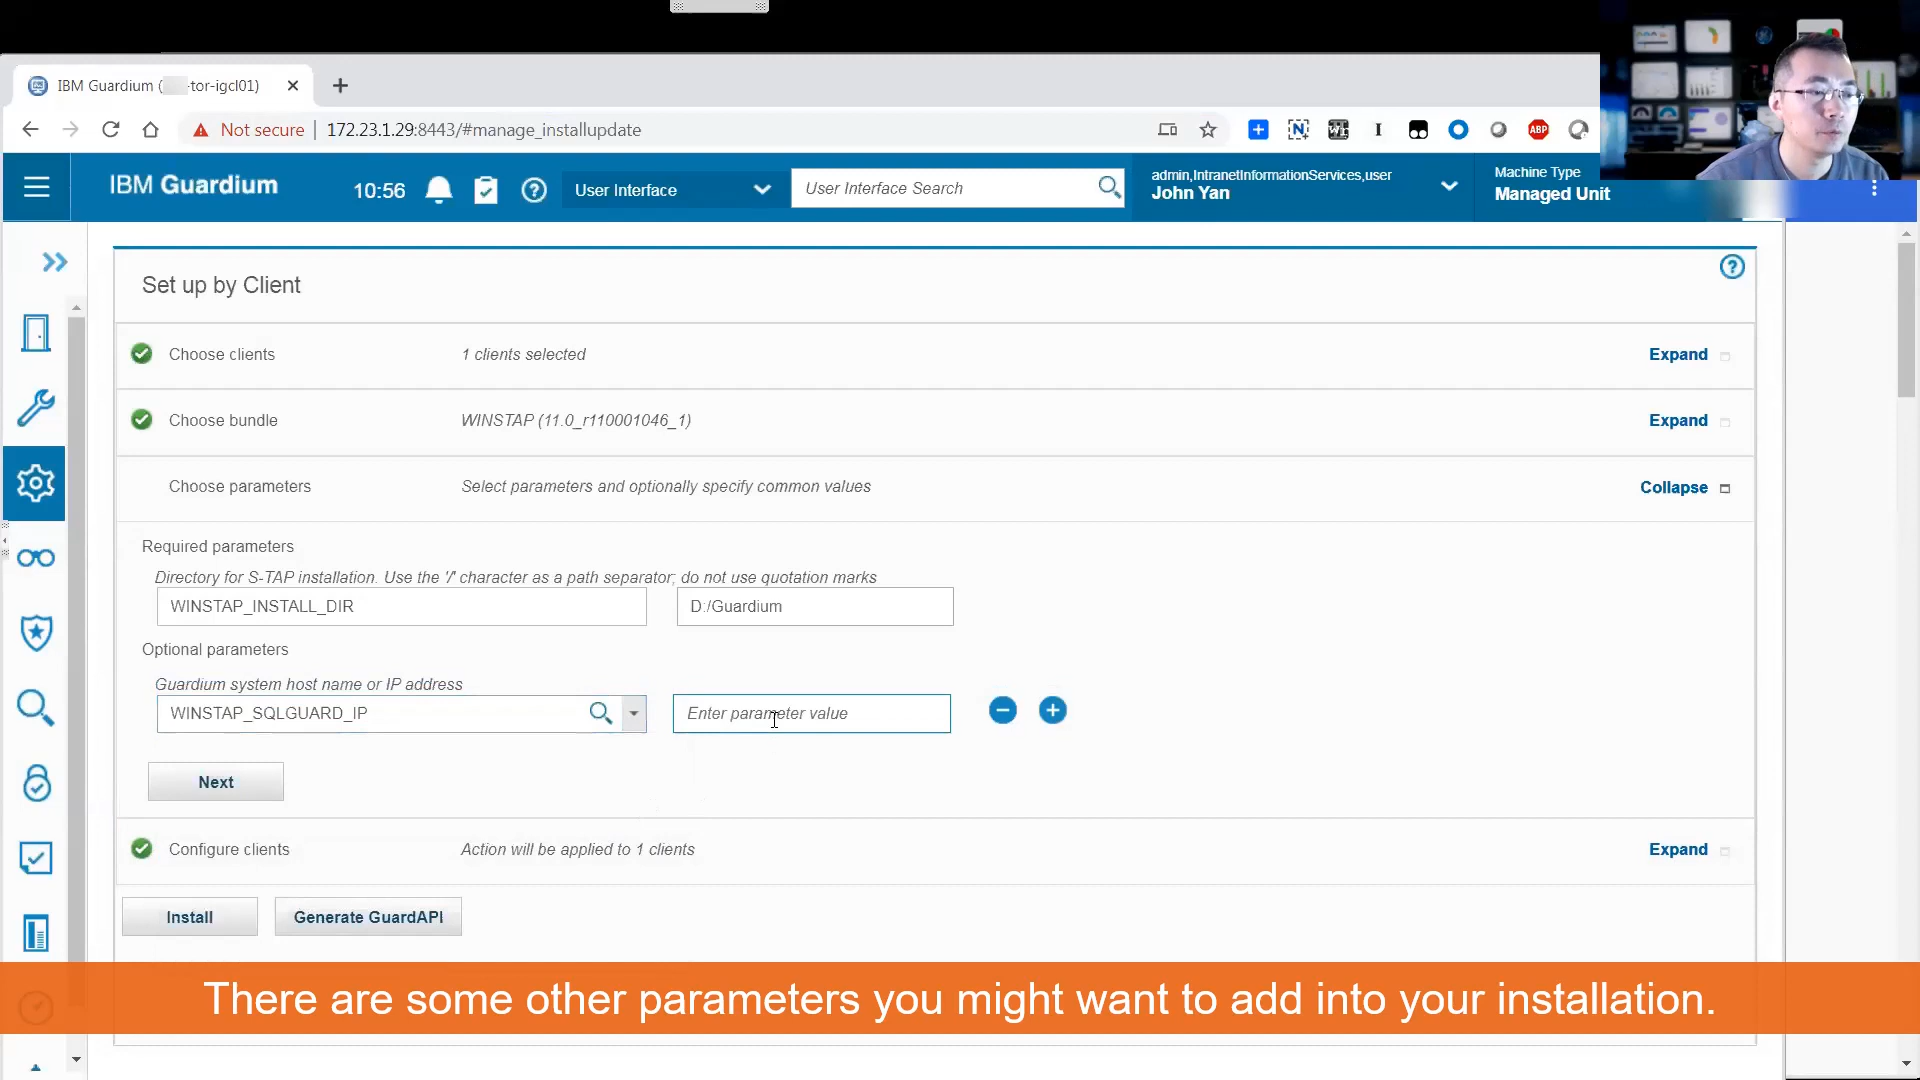 IBM Guardium (     -tor-igcl01)
Not secure
172.23.1.29:8443/#manage_installupdate
ABP
IBM Guardium
10:56
User Interface
User Interface Search
admin,IntranetInformationServices,user
John Yan
Machine Type
Managed Unit
Set up by Client
Choose clients
1 clients selected
Expand
Choose bundle
WINSTAP (11.0_r110001046_1)
Expand
Choose parameters
Select parameters and optionally specify common values
Collapse
Required parameters
Directory for S-TAP installation. Use the '/' character as a path separator; do not use quotation marks
WINSTAP_INSTALL_DIR
D:/Guardium
Optional parameters
Guardium system host name or IP address
WINSTAP_SQLGUARD_IP
Enter parameter value
Next
Configure clients
Action will be applied to 1 clients
Expand
Install
Generate GuardAPI
There are some other parameters you might want to add into your installation.